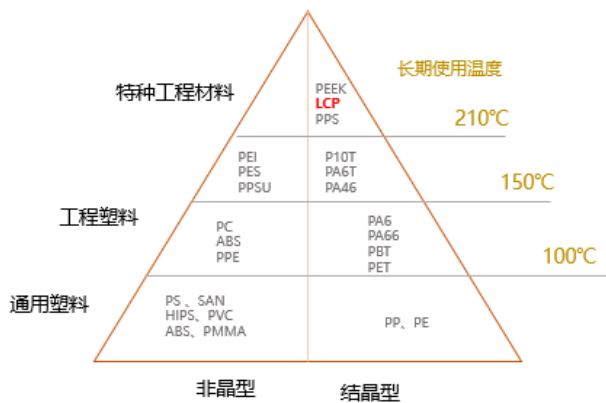 长期使用温度
特种工程材料
PEEK
LCP
PPS
210℃
PEI
PES
PPSU
P10T
PA6T
PA46
150℃
工程塑料
PC
ABS
PPE
PA6
PA66
PBT
PET
100℃
通用塑料
PS 、SAN
HIPS、PVC
ABS、PMMA
PP、PE
非晶型
结晶型